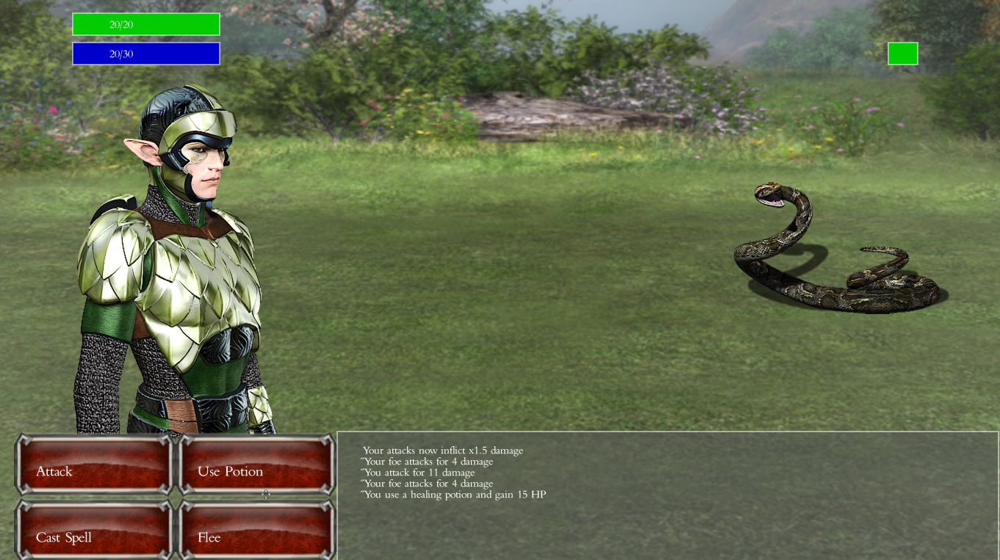 20/20
20/30
Your attacks now inflict x1.5 damage
˜Your foe attacks for 4 damage
˜You attack for 11 damage
˜Your foe attacks for 4 damage
˜You use a healing potion and gain 15 HP
Attack
Use Potion
Cast Spell
Flee